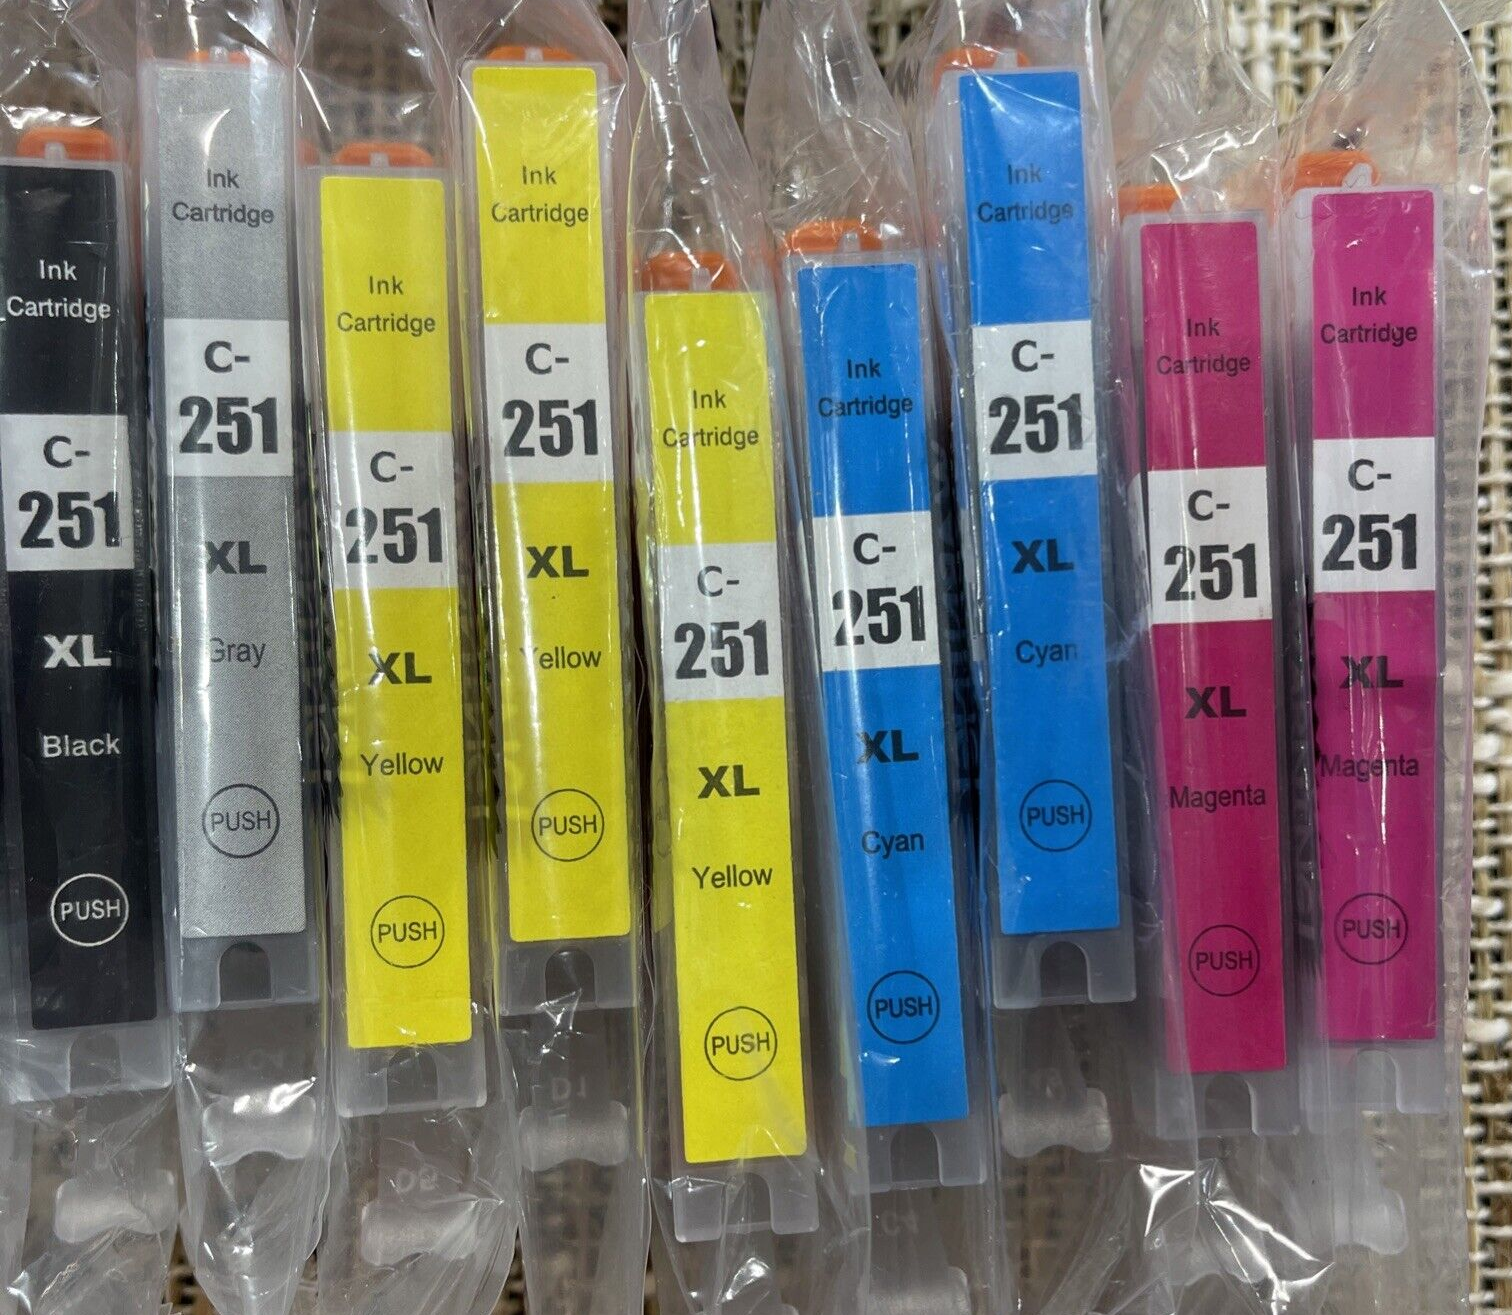 Ink
Cartridge
C-
251
XL
Black
PUSH
Ink
Cartridge
C-
251
XL
Gray
PUSH
Ink
Cartridge
C-
251
XL
Yellow
PUSH
Ink
Cartridge
C-
251
XL
Yellow
PUSH
D1
Ink
Cartridge
C-
251
XL
Yellow
PUSH
Ink
Cartridge
C-
251
XL
Cyan
PUSH
Ink
Cartridge
C-
251
XL
Cyan
PUSH
Ink
Cartridge
C-
251
XL
Magenta
PUSH
Ink
Cartridge
C-
251
XL
Magenta
PUSH